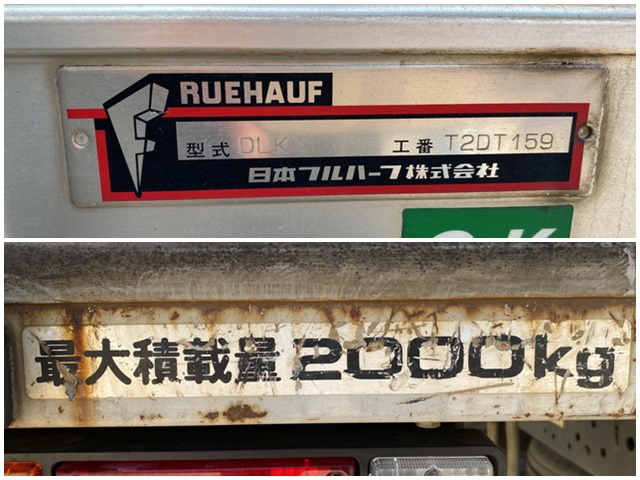 FRUEHAUF
型式 DLK 工番 T2DT159
日本フルハーフ株式会社
最大積載量 2000kg